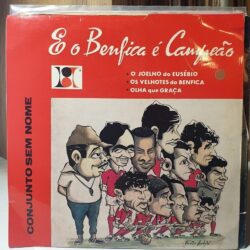 E o Benfica é Campeão
• O JOELHO do EUSÉBIO
• OS VELHOTES do BENFICA
• OLHA que GRAÇA
CONJUNTO SEM NOME